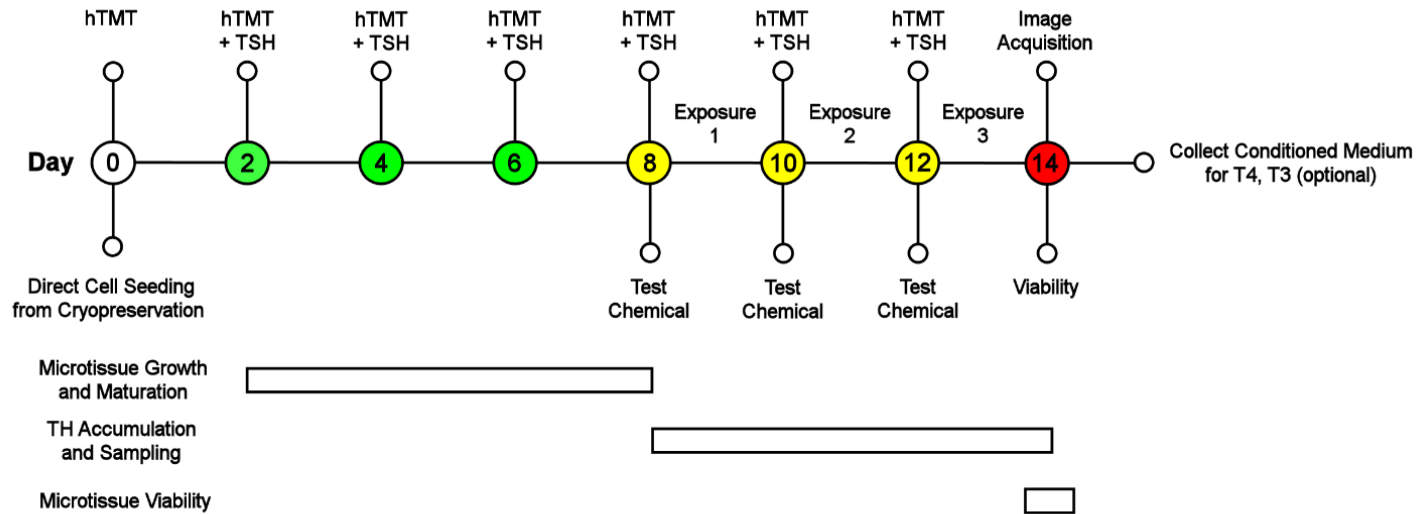 hTMT
hTMT
+ TSH
hTMT
+ TSH
hTMT
+ TSH
hTMT
+ TSH
hTMT
+ TSH
hTMT
+ TSH
Image
Acquisition
Exposure
1
Exposure
2
Exposure
3
Day 0 2 4 6 8 10 12 14
Collect Conditioned Medium
for T4, T3 (optional)
Direct Cell Seeding
from Cryopreservation
Test
Chemical
Test
Chemical
Test
Chemical
Viability
Microtissue Growth
and Maturation
TH Accumulation
and Sampling
Microtissue Viability